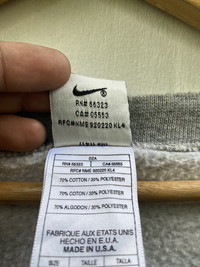 ®
RN# 56323
CA# 05553
RFC# NME 920220 KL4
RN# 56323 CA# 05553
RFC# NME 920220 KL4
70% COTTON / 30% POLYESTER
70% COTTON / 30% POLYESTER
70% ALGODON / 30% POLYESTER
FABRIQUE AUX ETATS UNIS
HECHO EN E.U.A.
MADE IN U.S.A.
SIZE TAILLE TALLA